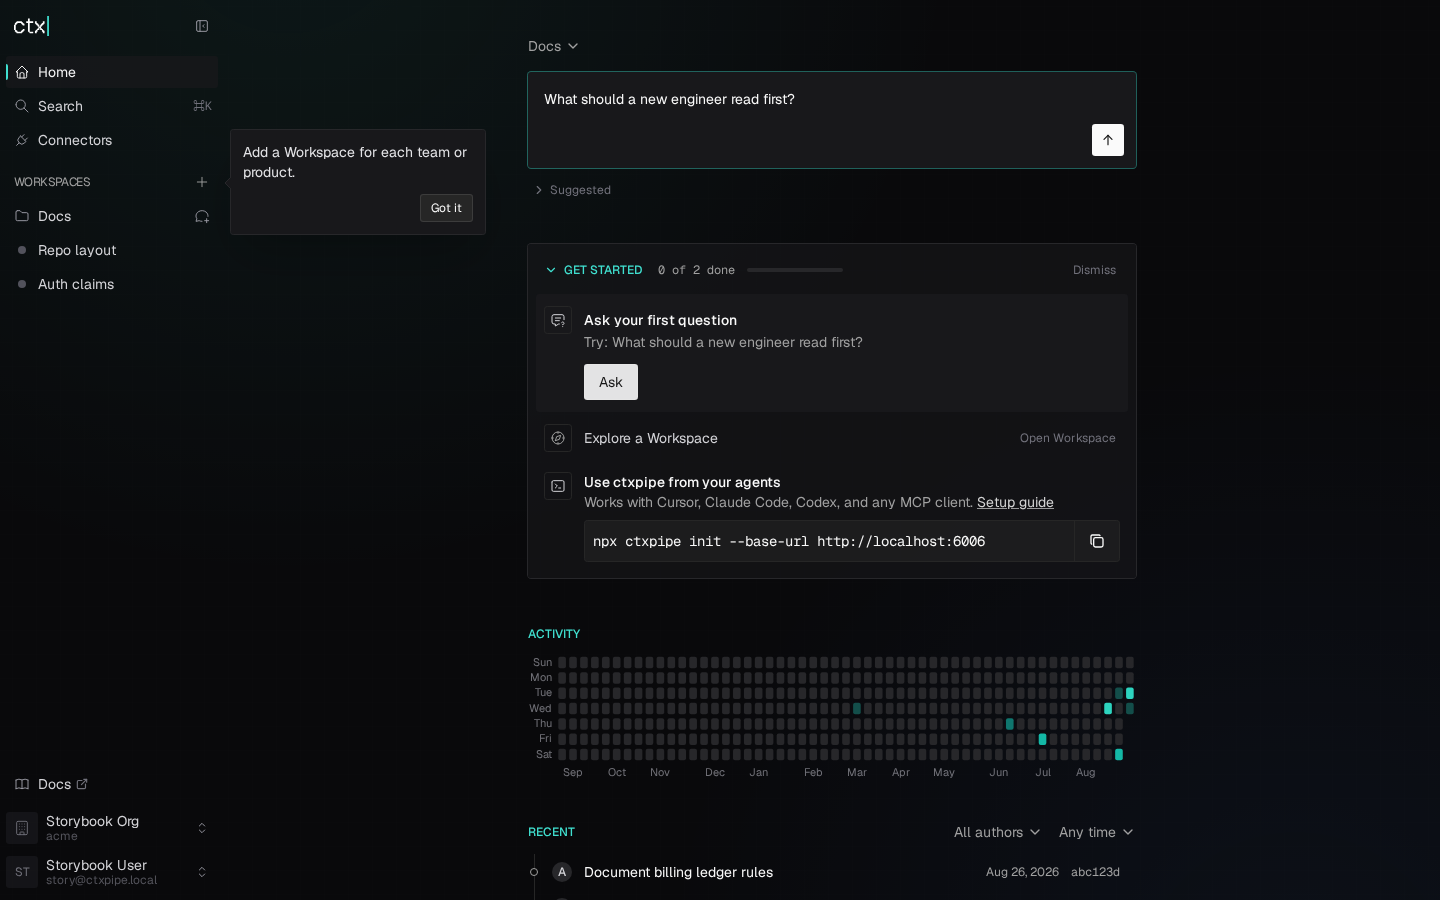 ctx
Home
Search ⌘K
Connectors
WORKSPACES
Docs
Repo layout
Auth claims
Add a Workspace for each team or
product.
Got it
Docs
What should a new engineer read first?
Suggested
GET STARTED 0 of 2 done Dismiss
Ask your first question
Try: What should a new engineer read first?
Ask
Explore a Workspace Open Workspace
Use ctxpipe from your agents
Works with Cursor, Claude Code, Codex, and any MCP client. Setup guide
npx ctxpipe init --base-url http://localhost:6006
ACTIVITY
Sun
Mon
Tue
Wed
Thu
Fri
Sat
Sep Oct Nov Dec Jan Feb Mar Apr May Jun Jul Aug
RECENT All authors Any time
A Document billing ledger rules Aug 26, 2026 abc123d
Docs
Storybook Org
acme
ST Storybook User
story@ctxpipe.local